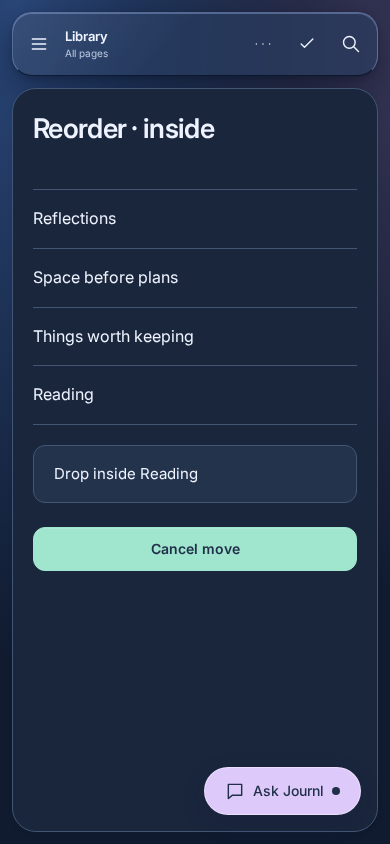 Library
All pages
Reorder · inside
Reflections
Space before plans
Things worth keeping
Reading
Drop inside Reading
Cancel move
Ask Journl